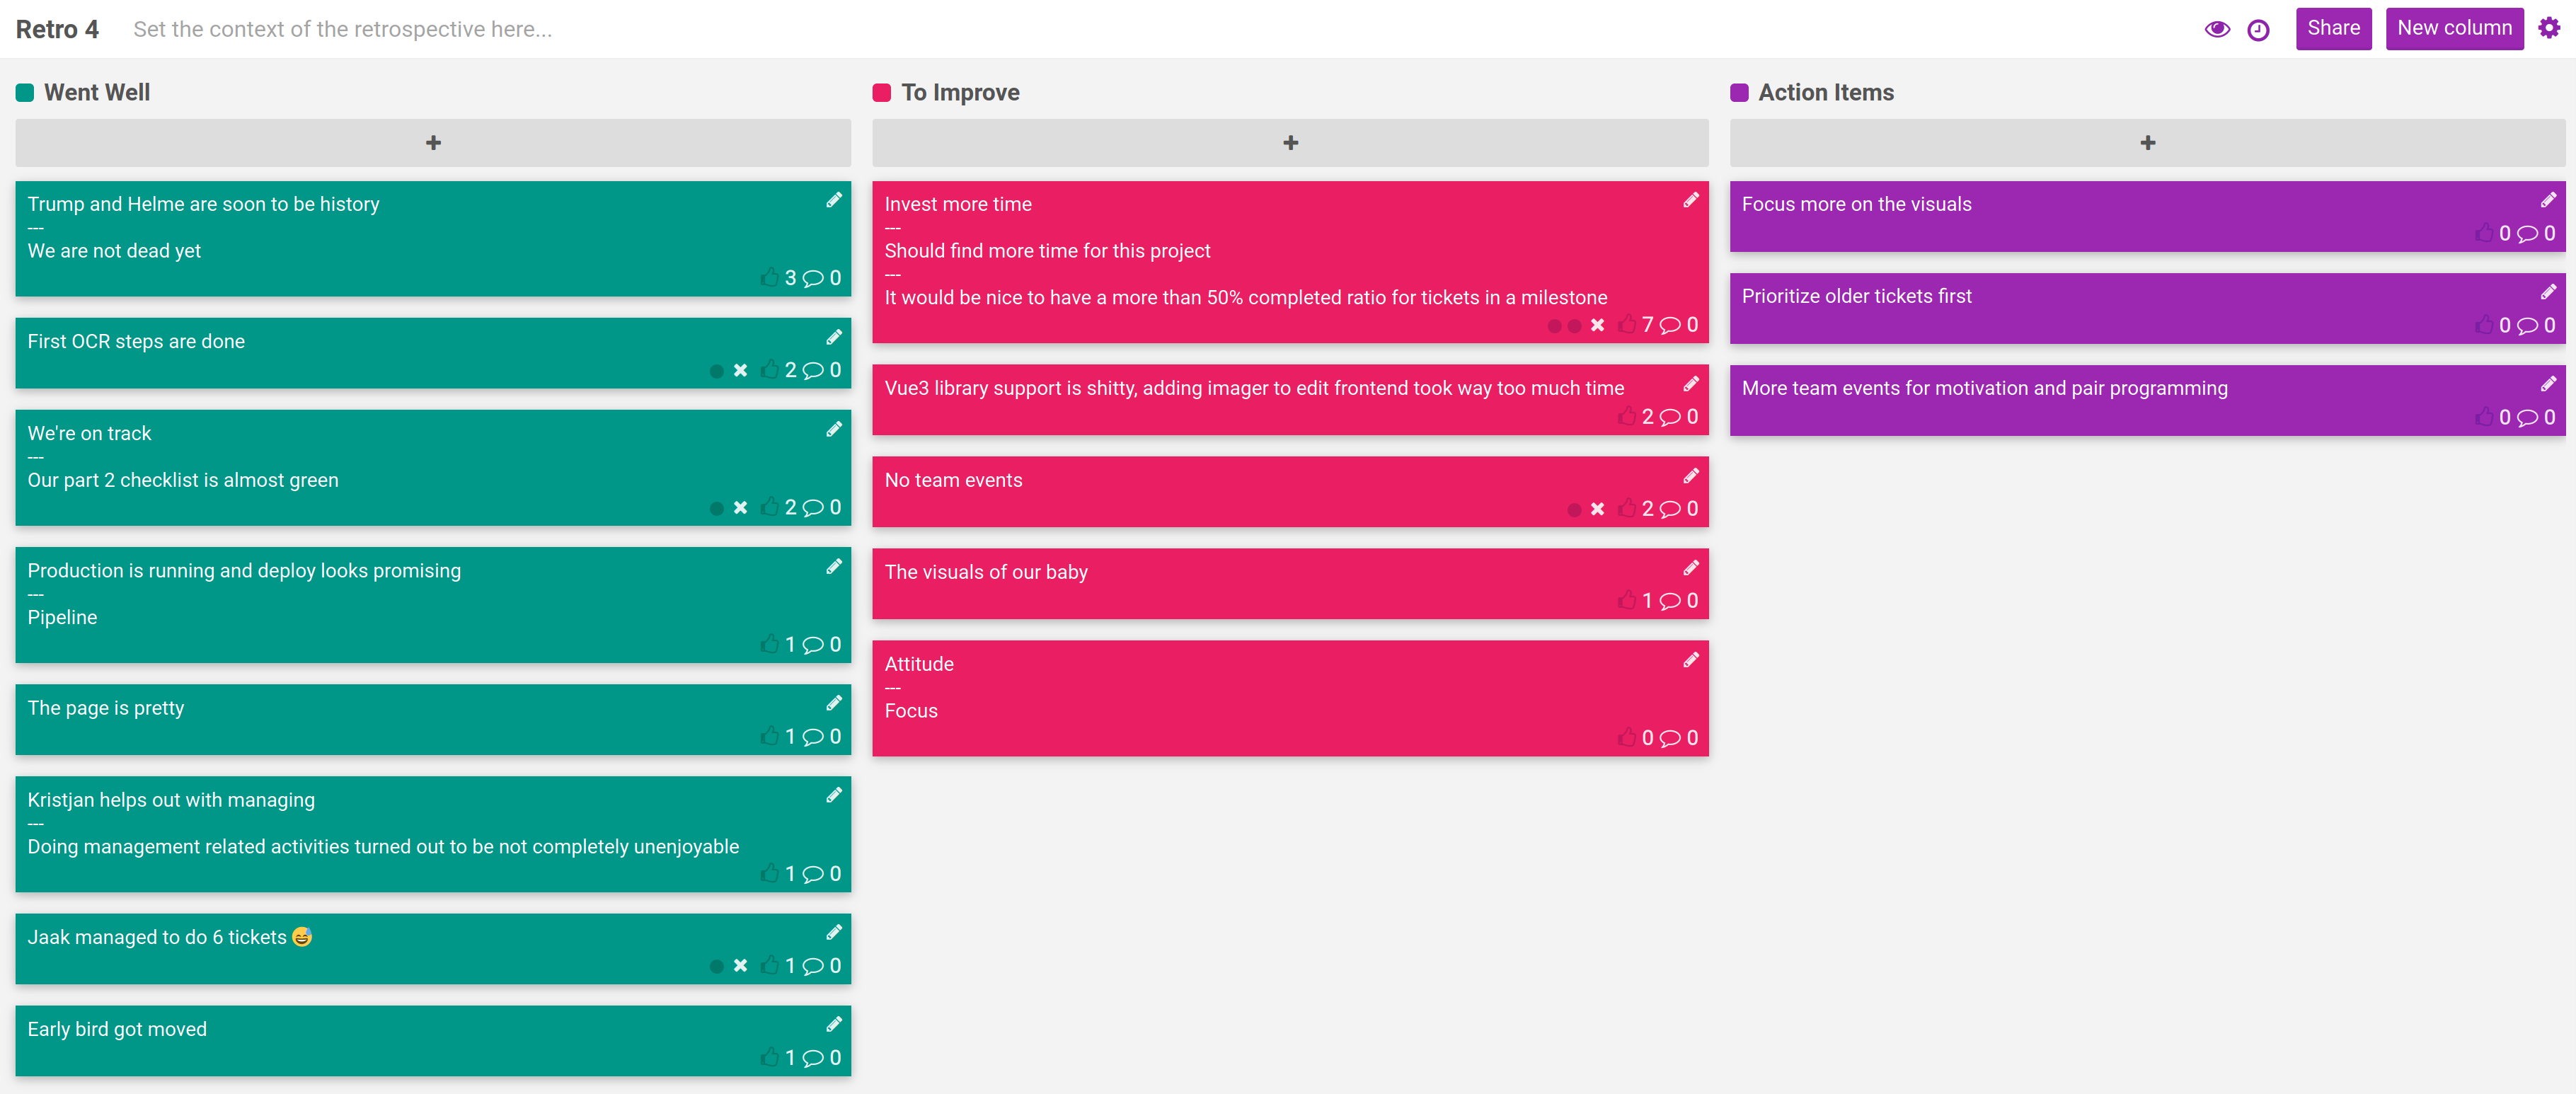 Retro 4
Set the context of the retrospective here...
Share
New column
Went Well
+
Trump and Helme are soon to be history
---
We are not dead yet
3 0
First OCR steps are done
2 0
We're on track
---
Our part 2 checklist is almost green
2 0
Production is running and deploy looks promising
---
Pipeline
1 0
The page is pretty
1 0
Kristjan helps out with managing
---
Doing management related activities turned out to be not completely unenjoyable
1 0
Jaak managed to do 6 tickets 😅
1 0
Early bird got moved
1 0
To Improve
+
Invest more time
---
Should find more time for this project
---
It would be nice to have a more than 50% completed ratio for tickets in a milestone
7 0
Vue3 library support is shitty, adding imager to edit frontend took way too much time
2 0
No team events
2 0
The visuals of our baby
1 0
Attitude
---
Focus
0 0
Action Items
+
Focus more on the visuals
0 0
Prioritize older tickets first
0 0
More team events for motivation and pair programming
0 0